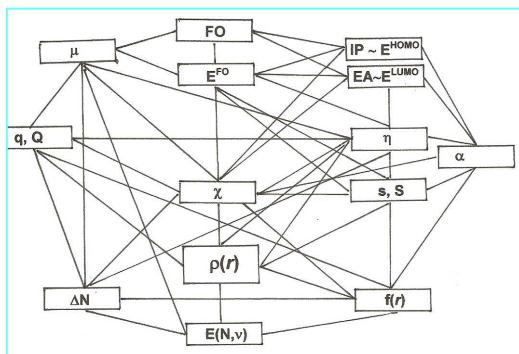 FO
μ
IP ~ E^HOMO
E^FO
EA~E^LUMO
q, Q
η
α
χ
s, S
ρ(r)
ΔN
f(r)
E(N,ν)